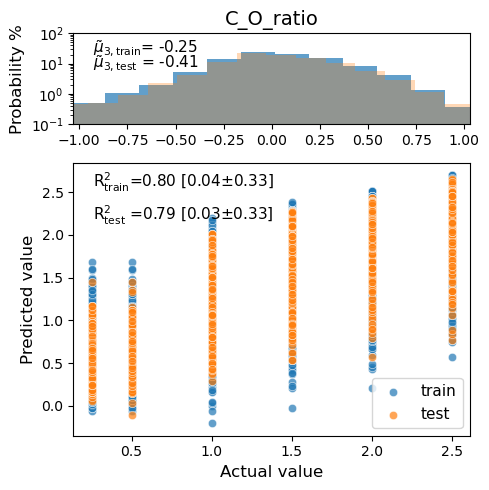 C_O_ratio
Probability %
10²
10¹
10⁰
10⁻¹
μ̃₃,train= -0.25
μ̃₃,test = -0.41
−1.00 −0.75 −0.50 −0.25 0.00 0.25 0.50 0.75 1.00
Predicted value
2.5
2.0
1.5
1.0
0.5
0.0
R²train=0.80 [0.04±0.33]
R²test =0.79 [0.03±0.33]
train
test
0.5 1.0 1.5 2.0 2.5
Actual value